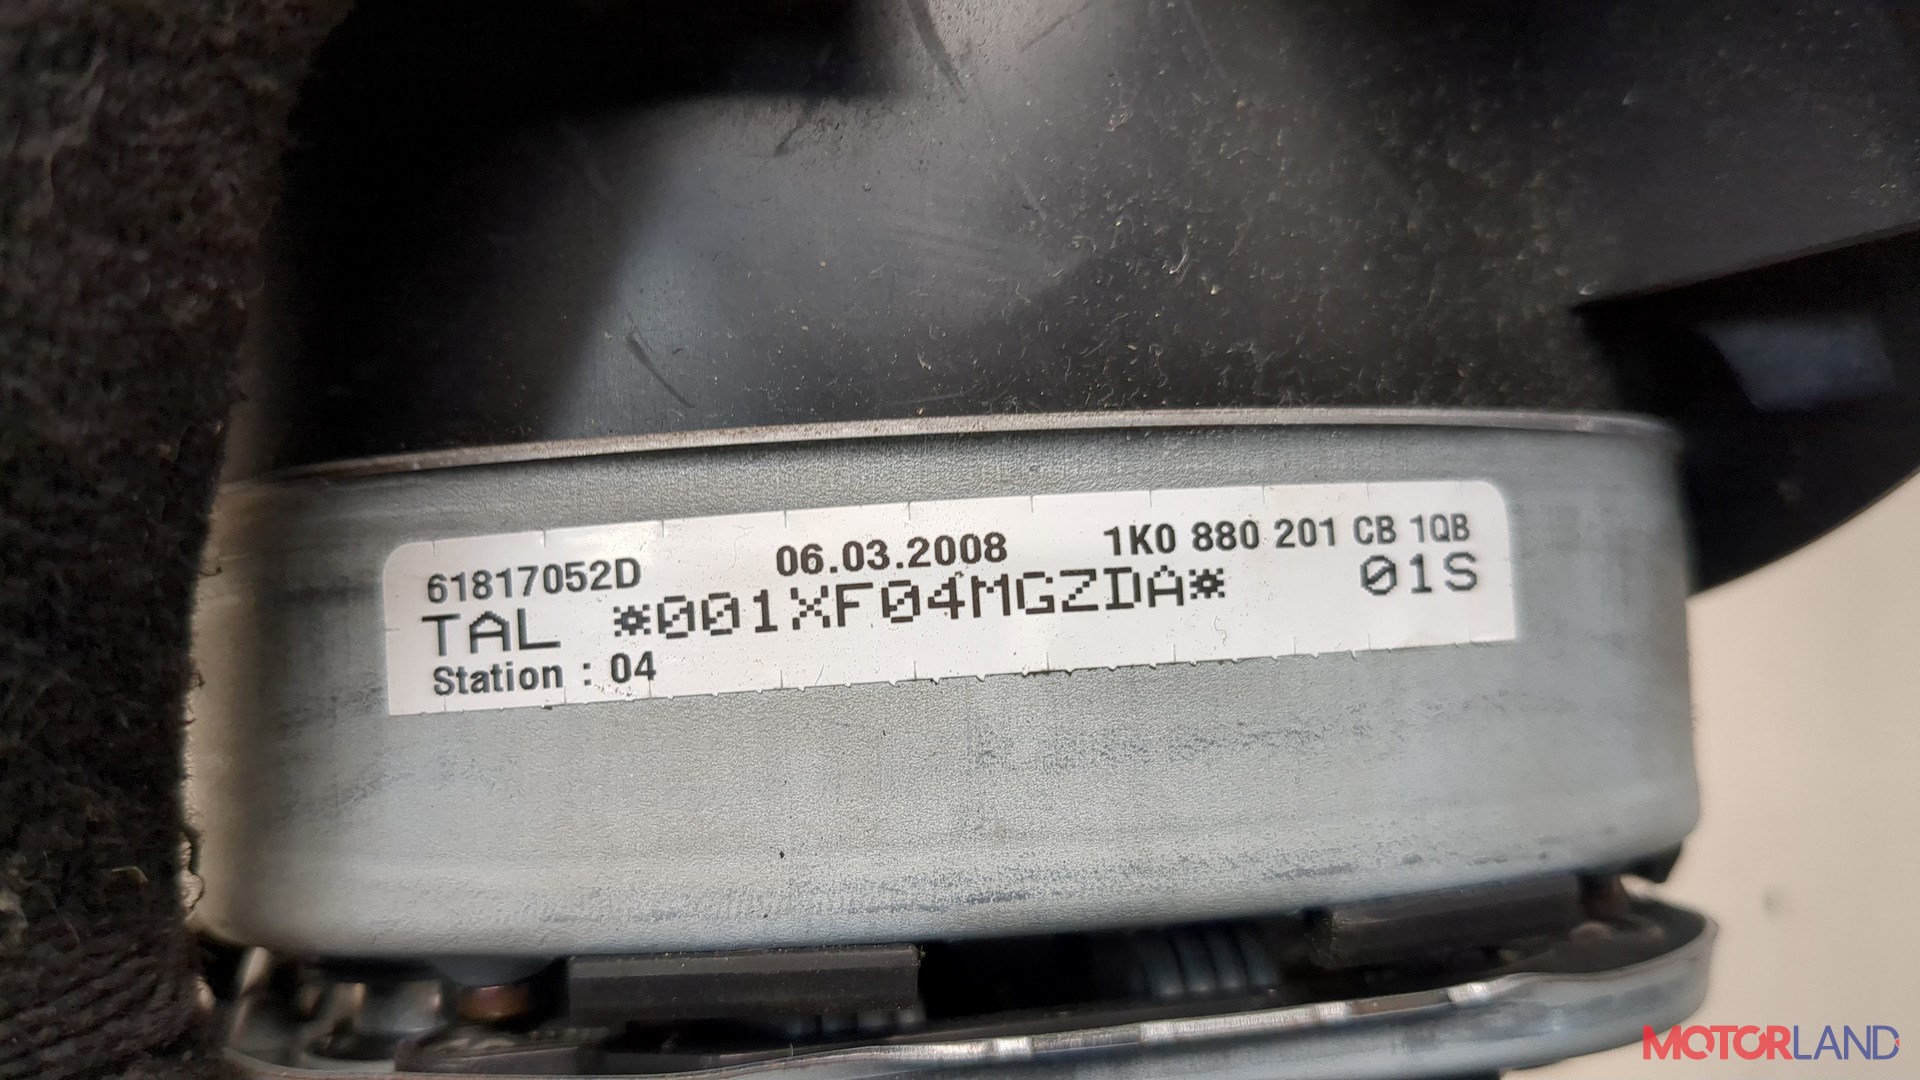 61817052D 06.03.2008 1K0 880 201 CB 1QB
TAL *001XF04MGZDA* 01S
Station : 04
MOTORLAND